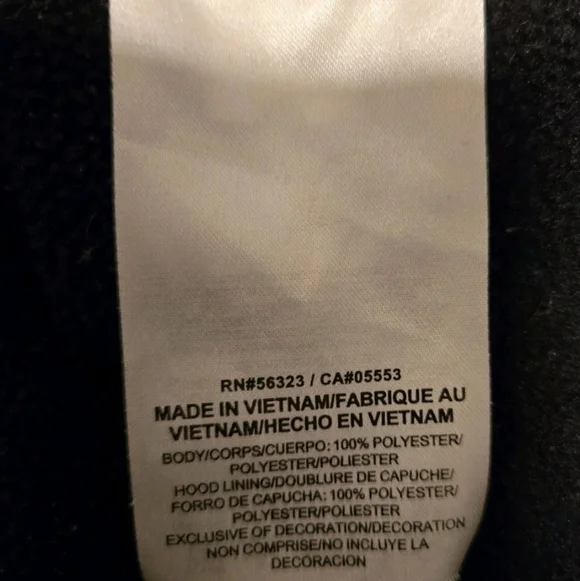 RN#56323 / CA#05553
MADE IN VIETNAM/FABRIQUE AU
VIETNAM/HECHO EN VIETNAM
BODY/CORPS/CUERPO: 100% POLYESTER/
POLYESTER/POLIESTER
HOOD LINING/DOUBLURE DE CAPUCHE/
FORRO DE CAPUCHA: 100% POLYESTER/
POLYESTER/POLIESTER
EXCLUSIVE OF DECORATION/DECORATION
NON COMPRISE/NO INCLUYE LA
DECORACION